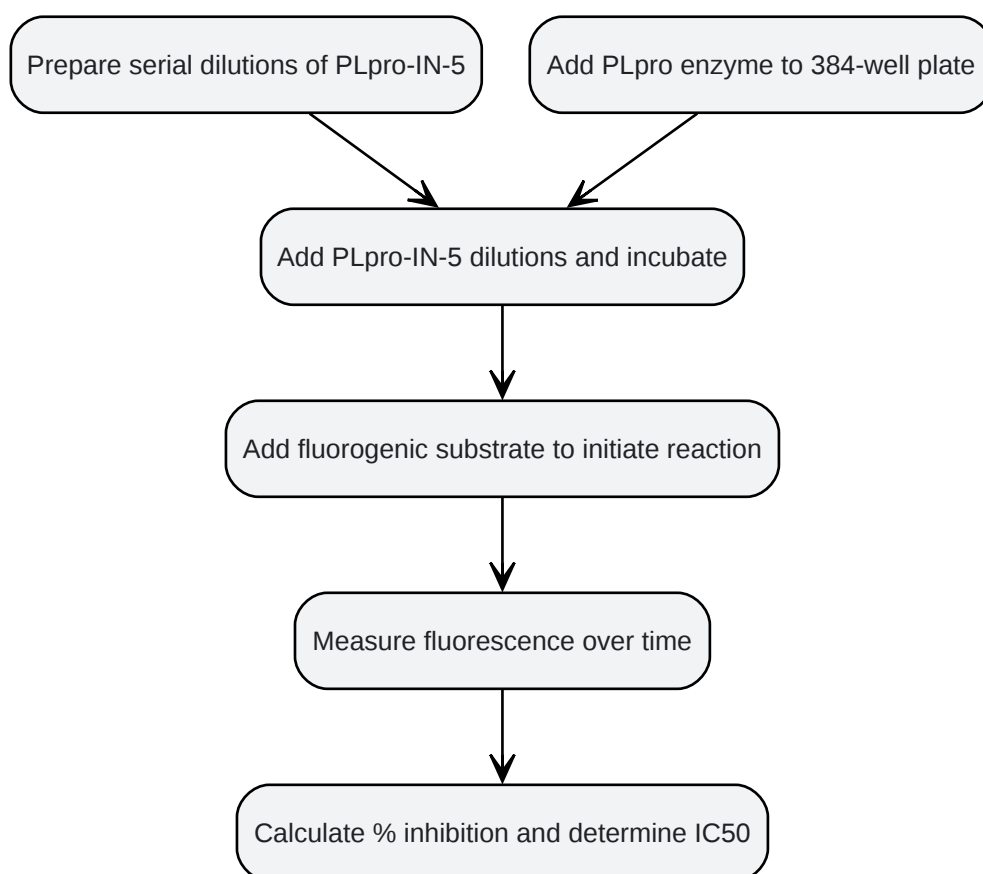 Prepare serial dilutions of PLpro-IN-5
Add PLpro enzyme to 384-well plate
Add PLpro-IN-5 dilutions and incubate
Add fluorogenic substrate to initiate reaction
Measure fluorescence over time
Calculate % inhibition and determine IC50